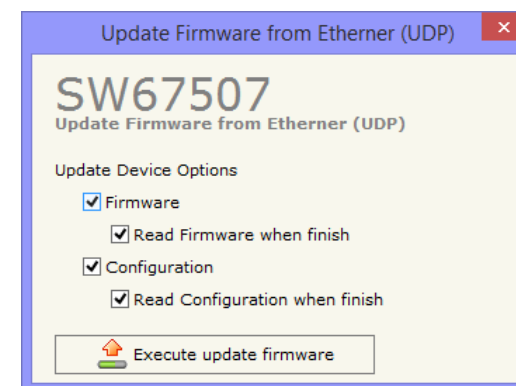 Update Firmware from Etherner (UDP)
SW67507
Update Firmware from Etherner (UDP)
Update Device Options
Firmware
Read Firmware when finish
Configuration
Read Configuration when finish
Execute update firmware